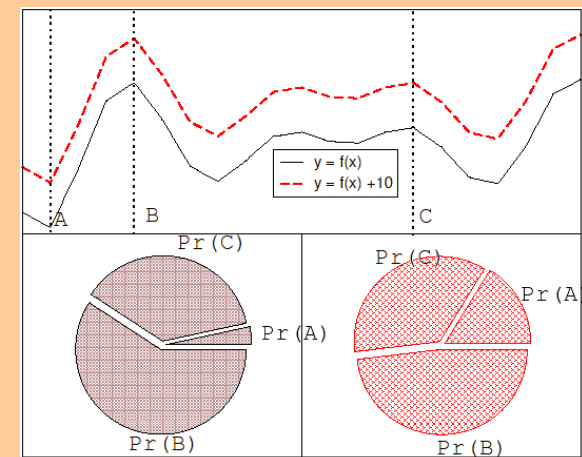 y = f(x)
y = f(x) +10
A
B
C
Pr(C)
Pr(A)
Pr(B)
Pr(C)
Pr(A)
Pr(B)